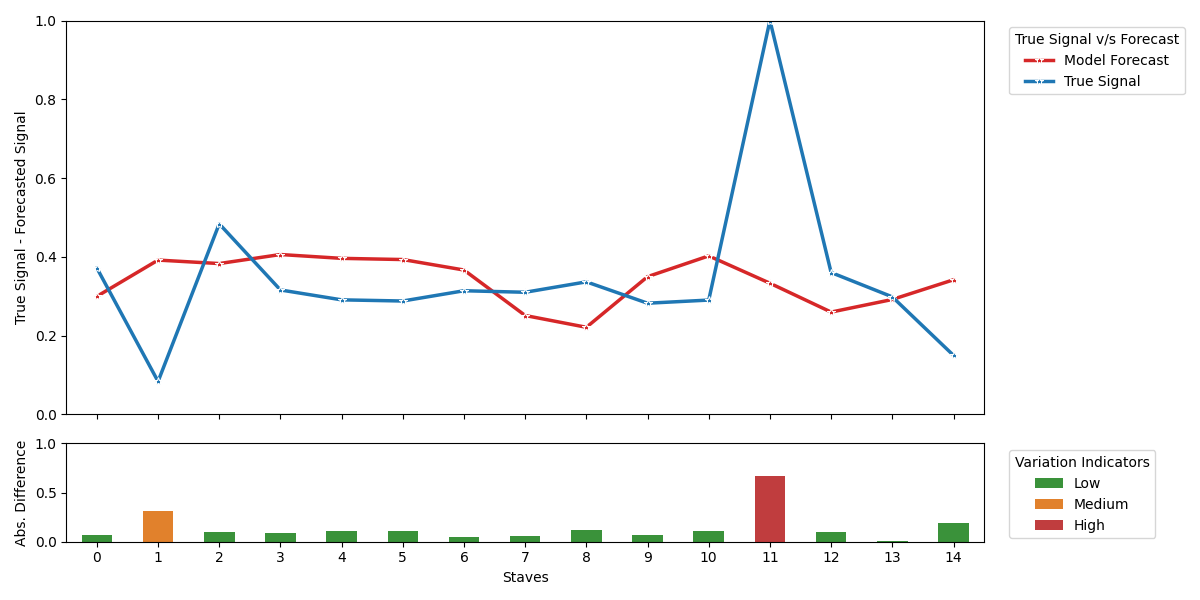 1.0
0.8
0.6
0.4
0.2
0.0
True Signal - Forecasted Signal
True Signal v/s Forecast
Model Forecast
True Signal
1.0
0.5
0.0
Abs. Difference
0 1 2 3 4 5 6 7 8 9 10 11 12 13 14
Staves
Variation Indicators
Low
Medium
High